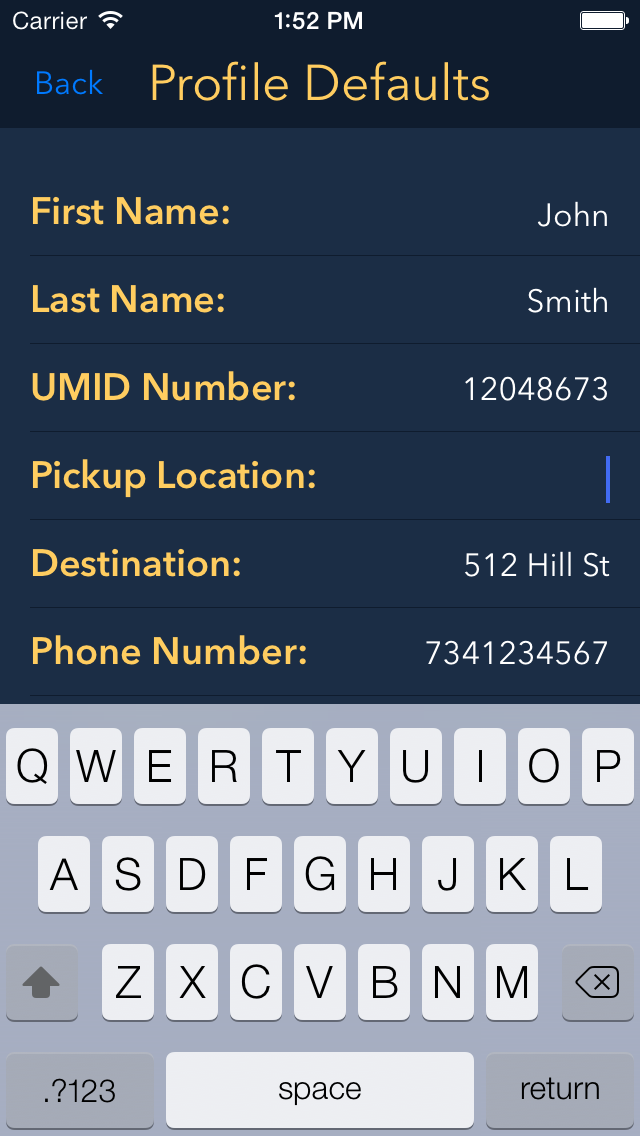 Carrier 1:52 PM
Back Profile Defaults
First Name: John
Last Name: Smith
UMID Number: 12048673
Pickup Location:
Destination: 512 Hill St
Phone Number: 7341234567
Q W E R T Y U I O P
A S D F G H J K L
Z X C V B N M
.?123 space return